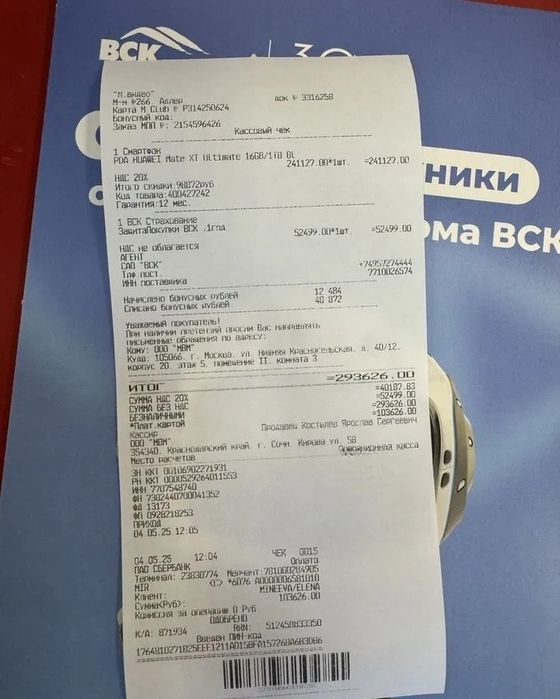 ВСК
ТНИКИ
ома ВСК
"М.видео"
М-н #266, Адлер
док # 3316258
Карта M.Club # P314250624
Бонусный код:
Заказ МПП #: 2154596426
Кассовый чек
1 Смартфон
PDA HUAWEI Mate XT Ultimate 16GB/1TB BL
241127.00*1шт. =241127.00
НДС 20%
Итого скидки:98872руб
Код товара:400427242
Гарантия:12 мес.
1 ВСК Страхование
ЗащитаПокупки ВСК .1год 52499.00*1шт. =52499.00
НДС не облагается
АГЕНТ
САО "ВСК"
Тлф пост. +74957274444
ИНН поставщика 7710026574
Начислено бонусных рублей 12 484
Списано бонусных рублей 40 872
Уважаемый покупатель!
При наличии претензий просим Вас направлять
письменные обращения по адресу:
Кому: ООО "МВМ"
Куда: 105066, г. Москва, ул. Нижняя Красносельская, д. 40/12,
корпус 20, этаж 5, помещение II, комната 3
ИТОГ =293626.00
СУММА НДС 20% =40187.83
СУММА БЕЗ НДС =52499.00
БЕЗНАЛИЧНЫМИ =293626.00
*Плат.картой =103626.00
Кассир Продавец Костылев Ярослав Сергеевич
ООО "МВМ"
354340, Краснодарский край, г. Сочи, Кирова ул, 58
Место расчетов Операционная касса
ЗН ККТ 00106902271931
РН ККТ 0000529264011553
ИНН 7707548740
ФН 7382440700041352
ФД 13173
ФП 0928218253
ПРИХОД
04.05.25 12:05
04.05.25 12:04 ЧЕК 0015
ПАО СБЕРБАНК Оплата
Терминал: 23830774 Мерчант:781000284905
MIR *6076 A0000006581010
Клиент: MINEEVA/ELENA
Сумма(Руб): 103626.00
Комиссия за операцию 0 Руб
ОДОБРЕНО
К/А: 871934 RRN: 512458833350
Введен ПИН-код
1764810271B25EEF1211AD15BFA157268A6B30B6